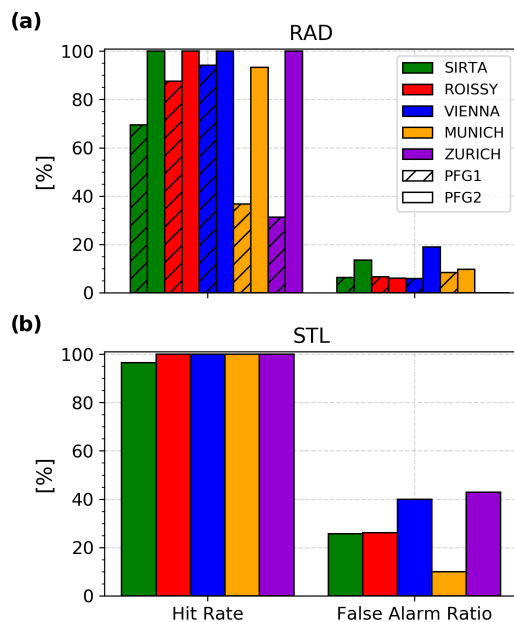 (a)
RAD
100
80
60
40
20
0
[%]
SIRTA
ROISSY
VIENNA
MUNICH
ZURICH
PFG1
PFG2
(b)
STL
100
80
60
40
20
0
[%]
Hit Rate
False Alarm Ratio